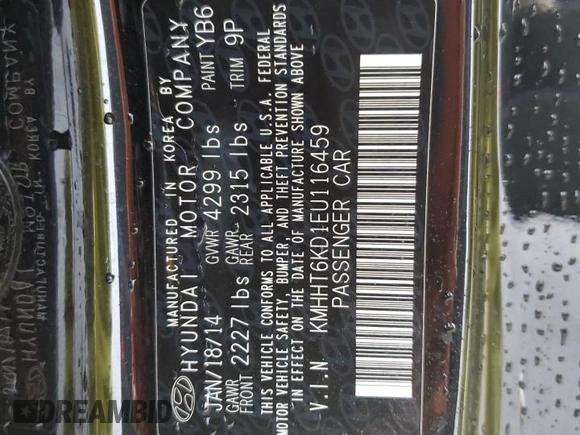 MANUFACTURED IN KOREA BY
HYUNDAI MOTOR COMPANY
JAN/18/14 GVWR 4299 lbs PAINT YB6
GAWR FRONT 2227 lbs GAWR REAR 2315 lbs TRIM 9P
THIS VEHICLE CONFORMS TO ALL APPLICABLE U.S.A. FEDERAL
MOTOR VEHICLE SAFETY, BUMPER, AND THEFT PREVENTION STANDARDS
IN EFFECT ON THE DATE OF MANUFACTURE SHOWN ABOVE
V.I.N KMHHT6KD1EU116459
PASSENGER CAR
DREAMBID